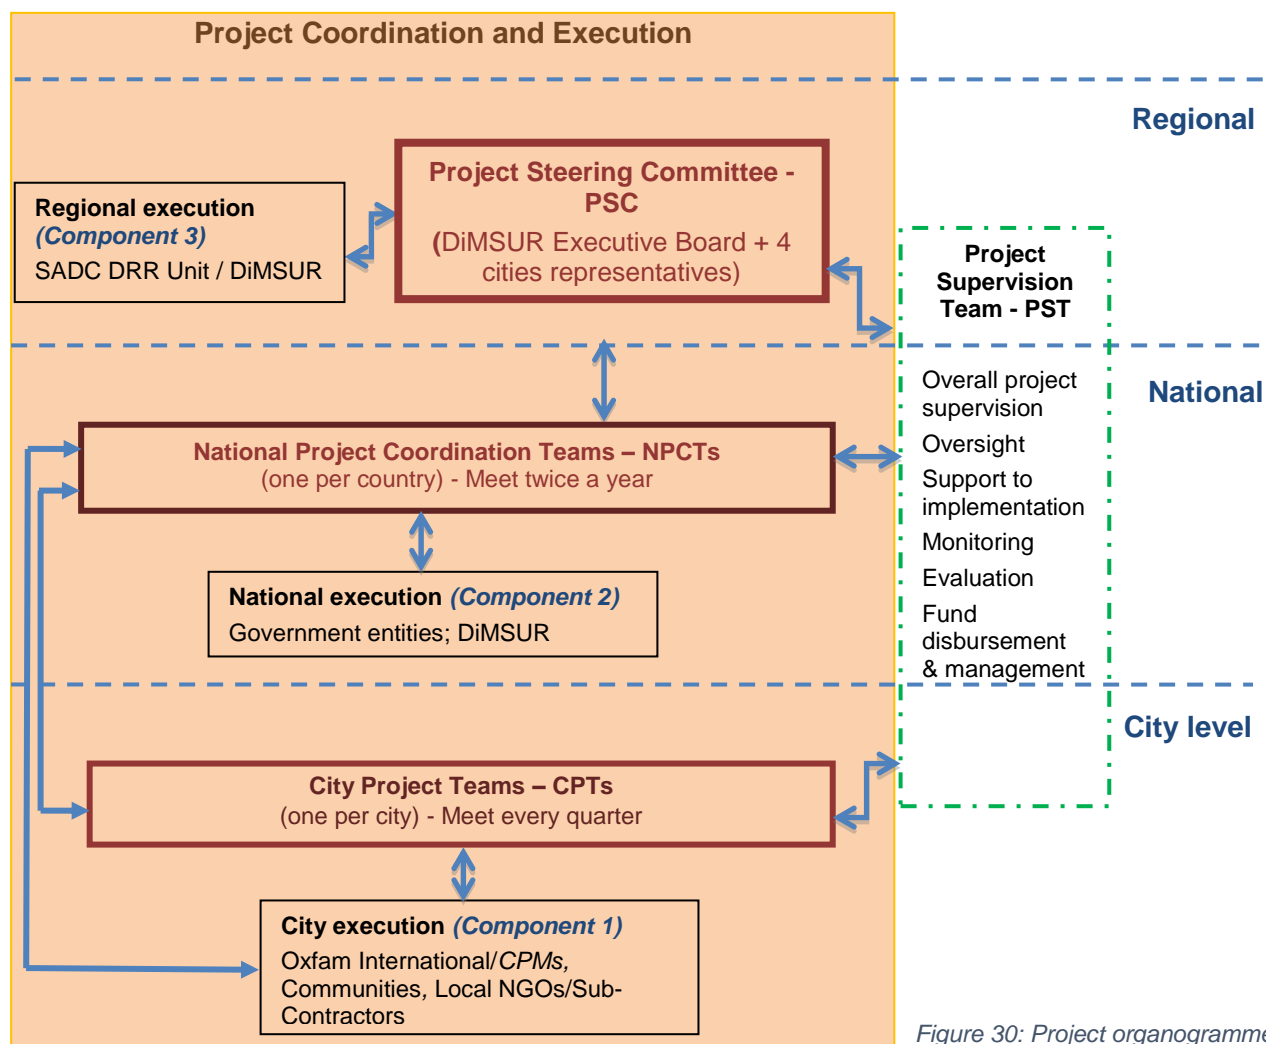 Project Coordination and Execution
Regional
Project Steering Committee -
PSC
(DiMSUR Executive Board + 4
cities representatives)
Regional execution
(Component 3)
SADC DRR Unit / DiMSUR
Project
Supervision
Team - PST
Overall project
supervision
Oversight
Support to
implementation
Monitoring
Evaluation
Fund
disbursement
& management
National
National Project Coordination Teams – NPCTs
(one per country) - Meet twice a year
National execution (Component 2)
Government entities; DiMSUR
City level
City Project Teams – CPTs
(one per city) - Meet every quarter
City execution (Component 1)
Oxfam International/CPMs,
Communities, Local NGOs/Sub-
Contractors
Figure 30: Project organogramme